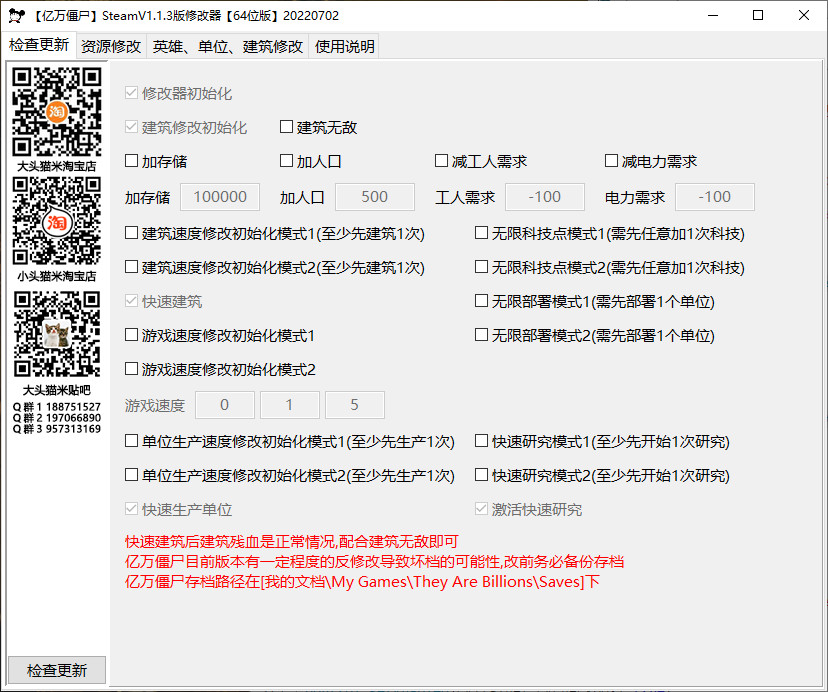 【亿万僵尸】SteamV1.1.3版修改器【64位版】20220702
检查更新 资源修改 英雄、单位、建筑修改 使用说明
淘
大头猫米淘宝店
淘
小头猫米淘宝店
大头猫米贴吧
Q群1 188751527
Q群2 197066890
Q群3 957313169
检查更新
修改器初始化
建筑修改初始化 建筑无敌
加存储 加人口 减工人需求 减电力需求
加存储 100000 加人口 500 工人需求 -100 电力需求 -100
建筑速度修改初始化模式1(至少先建筑1次) 无限科技点模式1(需先任意加1次科技)
建筑速度修改初始化模式2(至少先建筑1次) 无限科技点模式2(需先任意加1次科技)
快速建筑 无限部署模式1(需先部署1个单位)
游戏速度修改初始化模式1 无限部署模式2(需先部署1个单位)
游戏速度修改初始化模式2
游戏速度 0 1 5
单位生产速度修改初始化模式1(至少先生产1次) 快速研究模式1(至少先开始1次研究)
单位生产速度修改初始化模式2(至少先生产1次) 快速研究模式2(至少先开始1次研究)
快速生产单位 激活快速研究
快速建筑后建筑残血是正常情况,配合建筑无敌即可
亿万僵尸目前版本有一定程度的反修改导致坏档的可能性,改前务必备份存档
亿万僵尸存档路径在[我的文档\My Games\They Are Billions\Saves]下